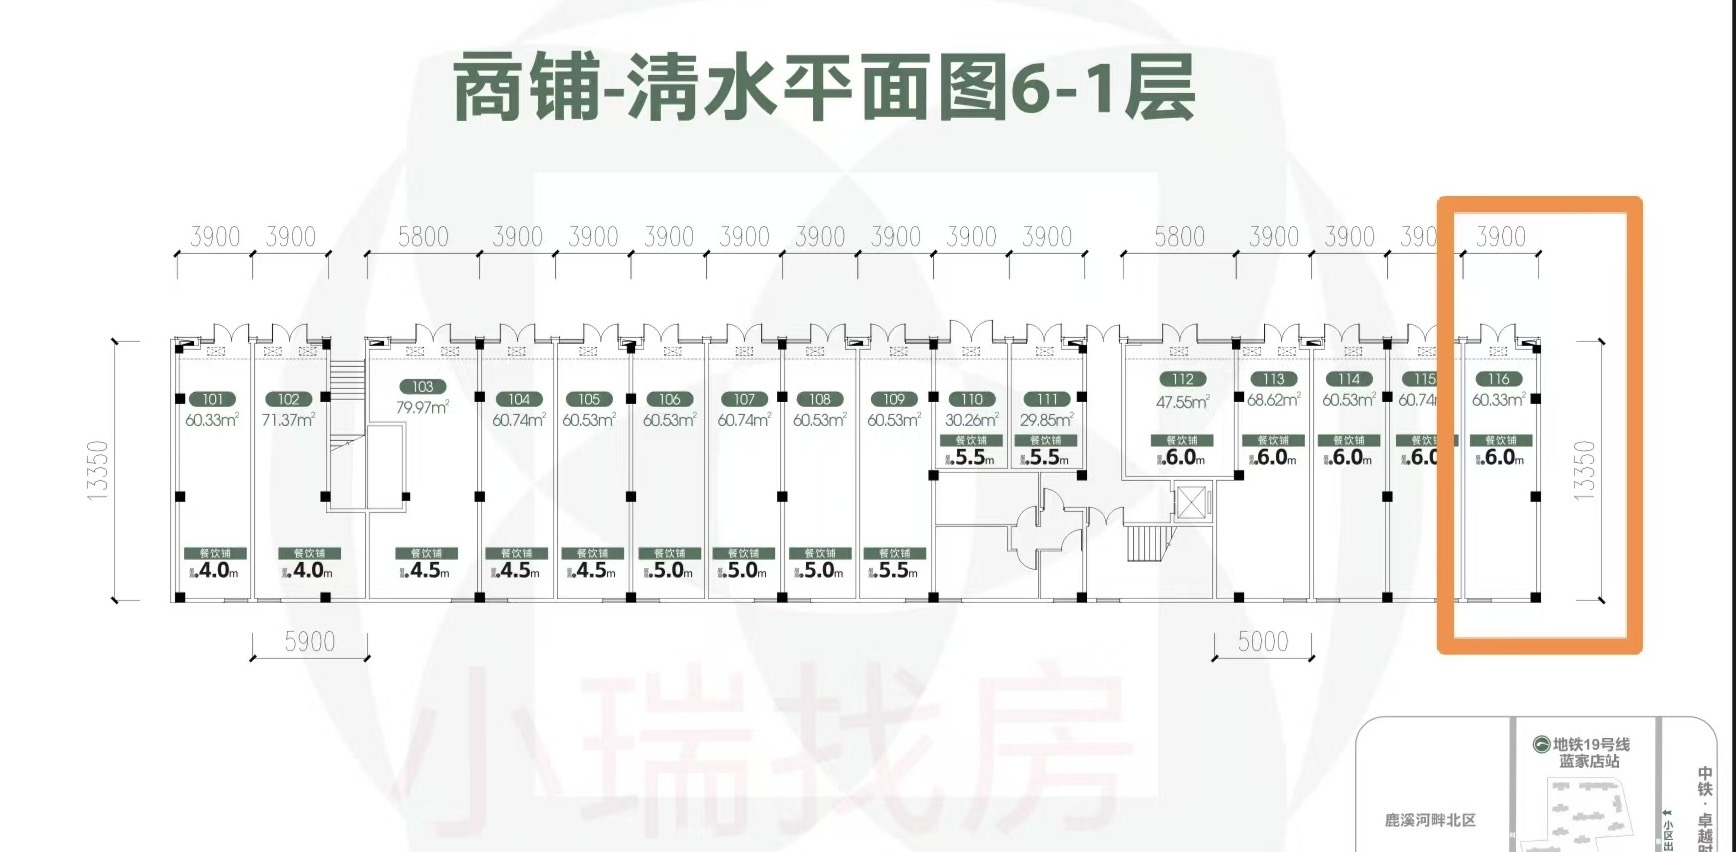 商铺-清水平面图6-1层
3900 3900 5800 3900 3900 3900 3900 3900 3900 3900 3900 5800 3900 3900 390 3900
13350
13350
101 102 103 104 105 106 107 108 109 110 111 112 113 114 115 116
60.33m² 71.37m² 79.97m² 60.74m² 60.53m² 60.53m² 60.74m² 60.53m² 60.53m² 30.26m² 29.85m² 47.55m² 68.62m² 60.53m² 60.74m 60.33m²
餐饮铺 餐饮铺 餐饮铺 餐饮铺 餐饮铺 餐饮铺 餐饮铺
5.5m 5.5m 6.0m 6.0m 6.0m 6.0 6.0m
餐饮铺 餐饮铺 餐饮铺 餐饮铺 餐饮铺 餐饮铺 餐饮铺 餐饮铺 餐饮铺
4.0m 4.0m 4.5m 4.5m 4.5m 5.0m 5.0m 5.0m 5.5m
5900 5000
小瑞找房
地铁19号线
蓝家店站
鹿溪河畔北区
中铁·卓越时
小区出